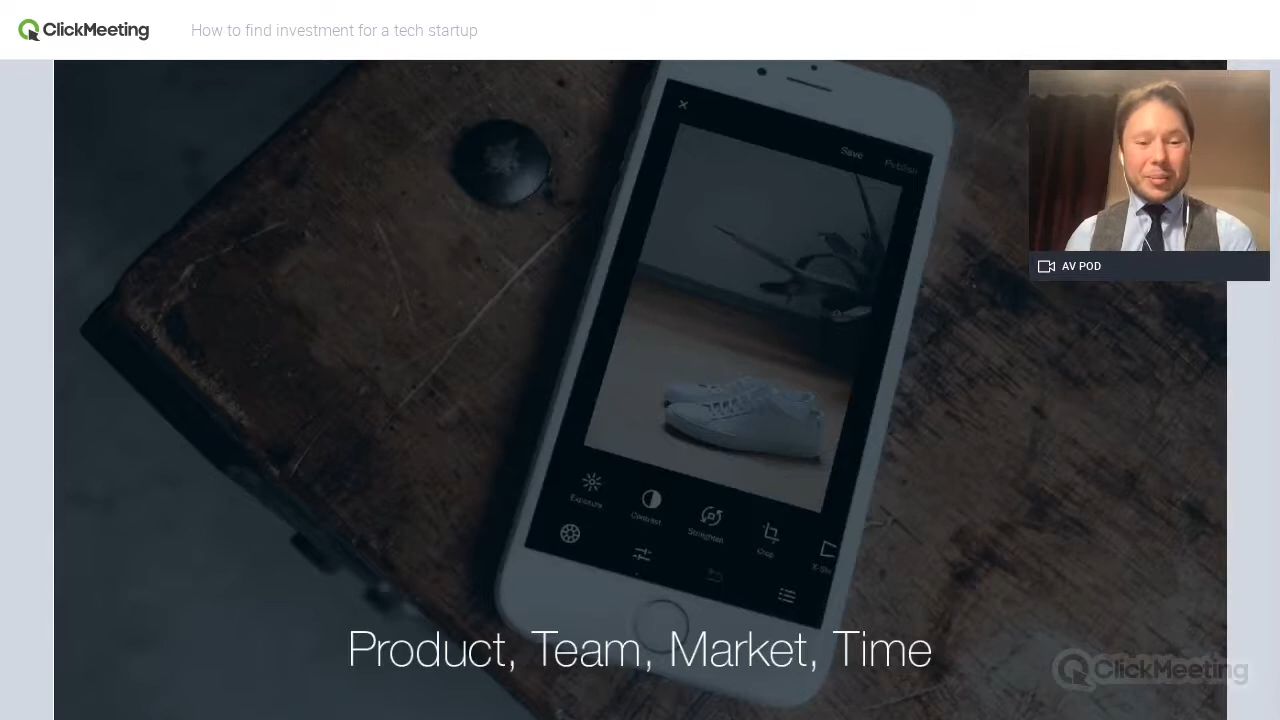 ClickMeeting
How to find investment for a tech startup
Save
Publish
AV POD
Exposure
Contrast
Straighten
Crop
Product, Team, Market, Time
ClickMeeting